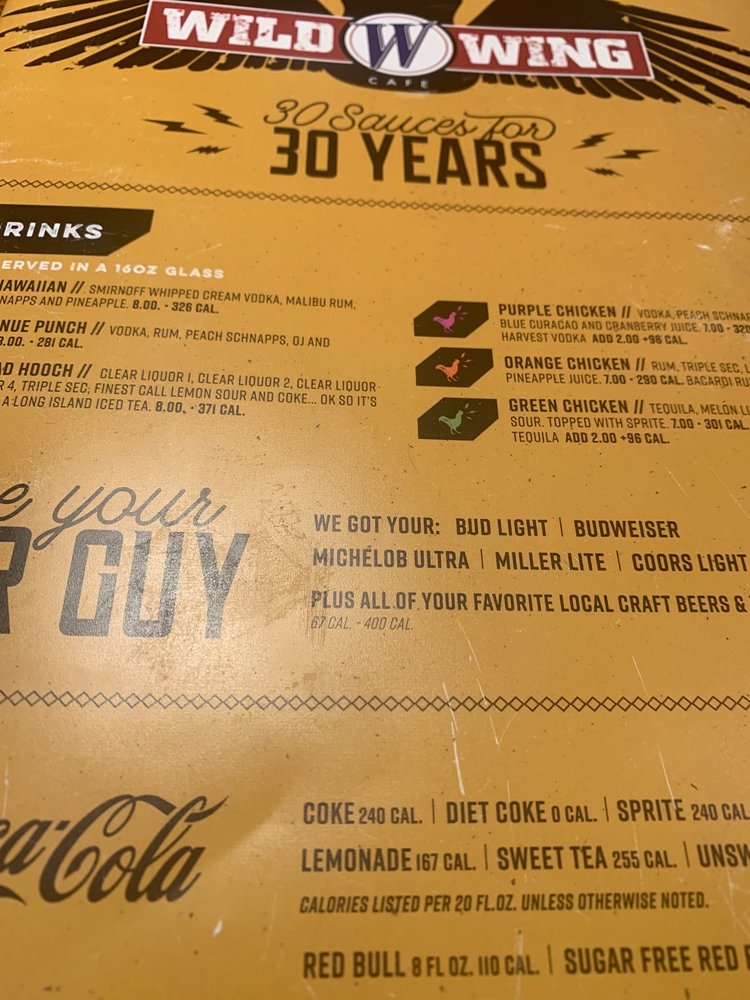 WILD W WING
CAFE
30 Sauces for
30 YEARS
RINKS
ERVED IN A 16OZ GLASS
HAWAIIAN // SMIRNOFF WHIPPED CREAM VODKA, MALIBU RUM,
NAPPS AND PINEAPPLE. 8.00. - 326 CAL.
NUE PUNCH // VODKA, RUM, PEACH SCHNAPPS, OJ AND
8.00. - 281 CAL.
AD HOOCH // CLEAR LIQUOR 1, CLEAR LIQUOR 2, CLEAR LIQUOR
R 4, TRIPLE SEC, FINEST CALL LEMON SOUR AND COKE... OK SO IT'S
A LONG ISLAND ICED TEA. 8.00. - 371 CAL.
PURPLE CHICKEN // VODKA, PEACH SCHNAP
BLUE CURACAO AND CRANBERRY JUICE. 7.00 - 320
HARVEST VODKA ADD 2.00 +96 CAL.
ORANGE CHICKEN // RUM, TRIPLE SEC, L
PINEAPPLE JUICE. 7.00 - 290 CAL. BACARDI RU
GREEN CHICKEN // TEQUILA, MELON LI
SOUR. TOPPED WITH SPRITE. 7.00 - 301 CAL.
TEQUILA ADD 2.00 +96 CAL.
e your
R GUY
WE GOT YOUR: BUD LIGHT | BUDWEISER
MICHELOB ULTRA | MILLER LITE | COORS LIGHT
PLUS ALL OF YOUR FAVORITE LOCAL CRAFT BEERS &
67 CAL. - 400 CAL.
ca-Cola
COKE 240 CAL. | DIET COKE 0 CAL. | SPRITE 240 CAL.
LEMONADE 167 CAL. | SWEET TEA 255 CAL. | UNSW
CALORIES LISTED PER 20 FL.OZ. UNLESS OTHERWISE NOTED.
RED BULL 8 FL OZ. 110 CAL. | SUGAR FREE RED B